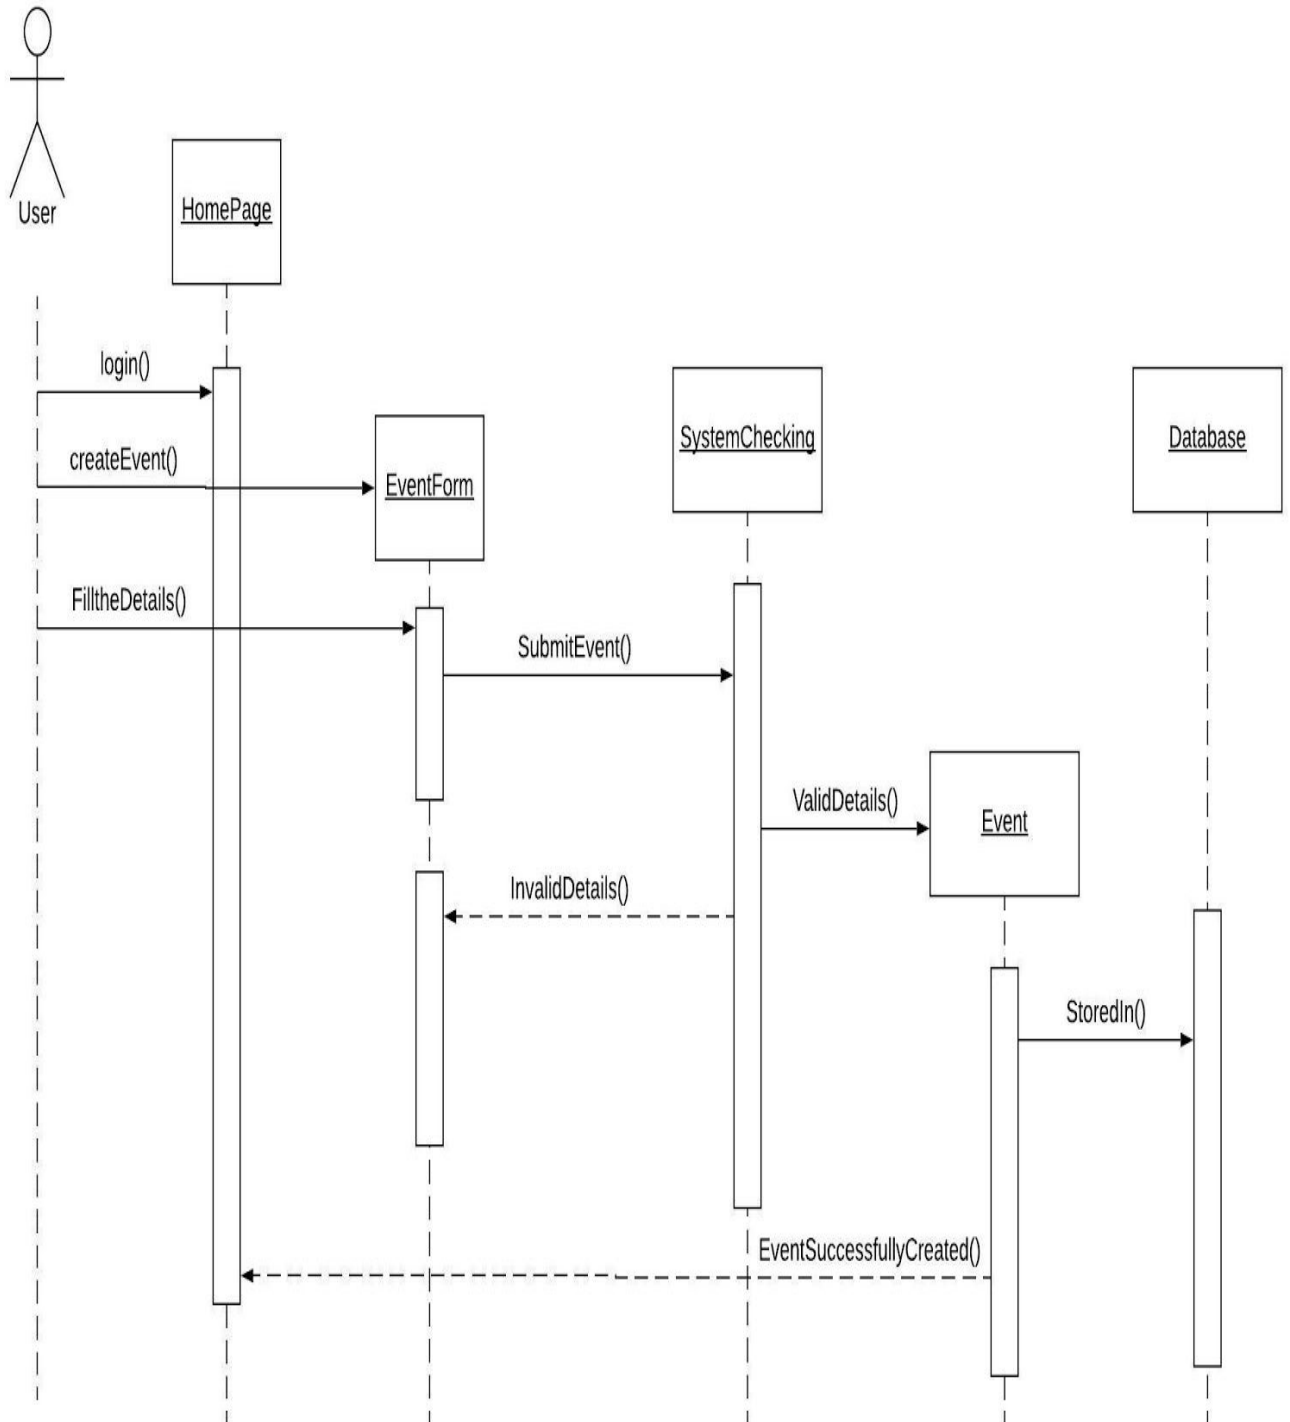 User
HomePage
login()
createEvent()
EventForm
SystemChecking
Database
FilltheDetails()
SubmitEvent()
ValidDetails()
Event
InvalidDetails()
StoredIn()
EventSuccessfullyCreated()